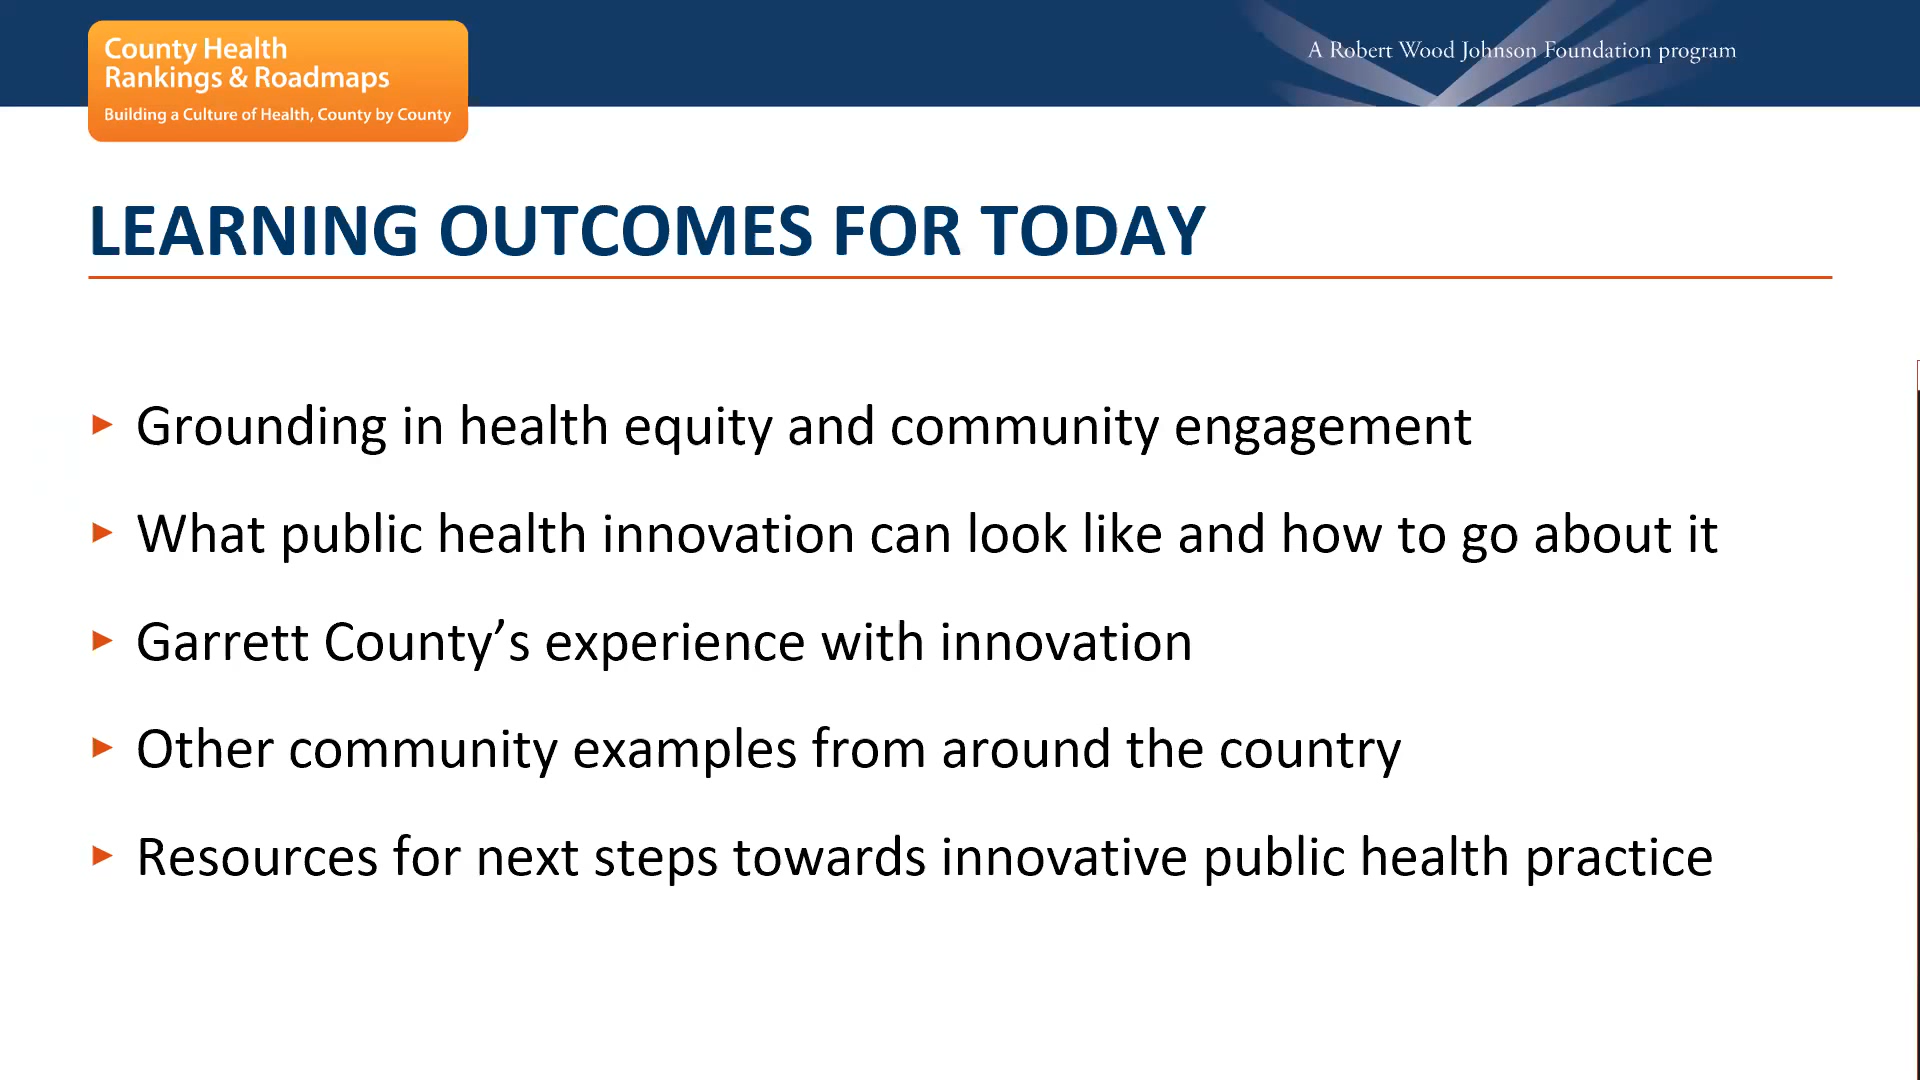 County Health
Rankings & Roadmaps
Building a Culture of Health, County by County
A Robert Wood Johnson Foundation program
LEARNING OUTCOMES FOR TODAY
▸ Grounding in health equity and community engagement
▸ What public health innovation can look like and how to go about it
▸ Garrett County’s experience with innovation
▸ Other community examples from around the country
▸ Resources for next steps towards innovative public health practice